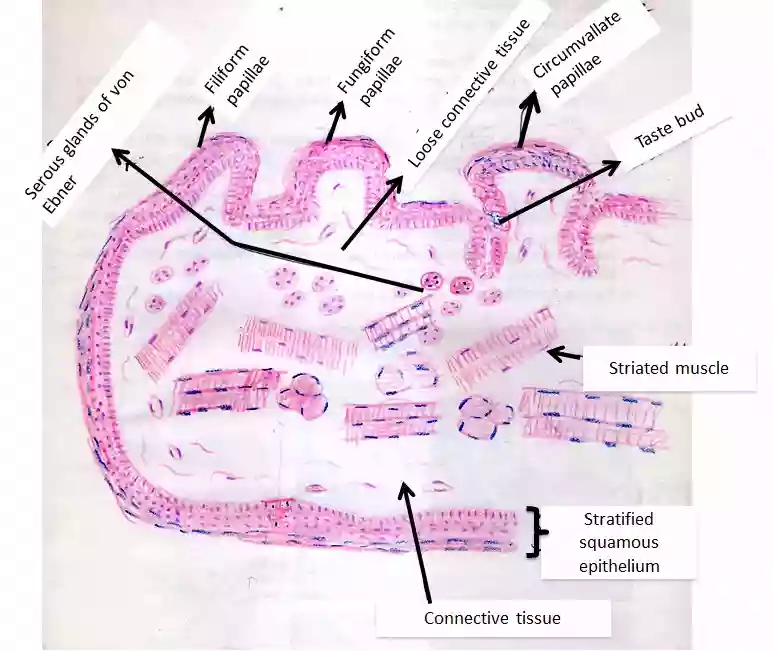 Serous glands of von
Ebner
Filiform
papillae
Fungiform
papillae
Loose connective tissue
Circumvallate
papillae
Taste bud
Striated muscle
Stratified
squamous
epithelium
Connective tissue